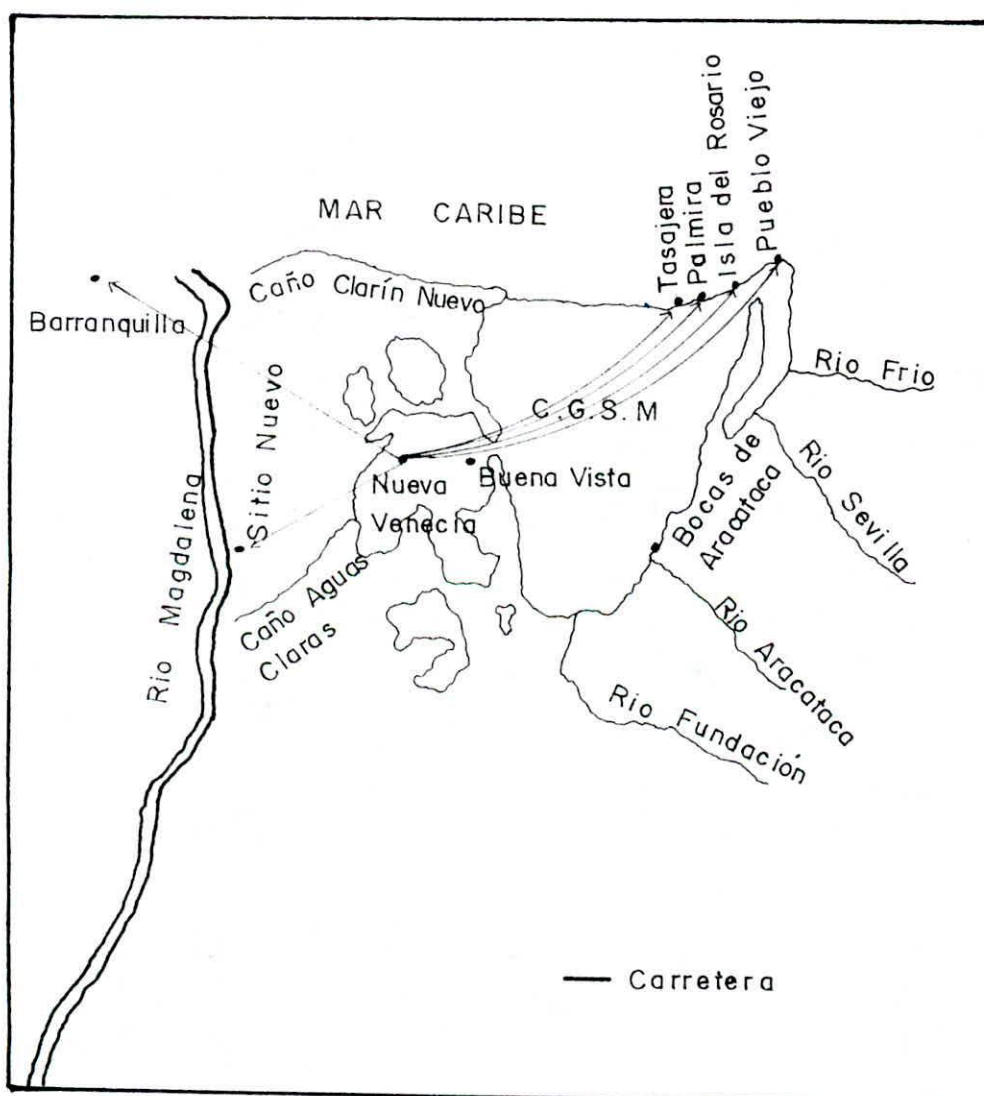 MAR CARIBE
Tasajera
Palmira
Isla del Rosario
Pueblo Viejo
Caño Clarín Nuevo
Barranquilla
Rio Frio
Sitio Nuevo
C.G.S.M
Rio Magdalena
Nueva
Venecia
Buena Vista
Bocas de
Aracataca
Rio Sevilla
Caño Aguas
Claras
Rio Aracataca
Rio Fundación
Carretera